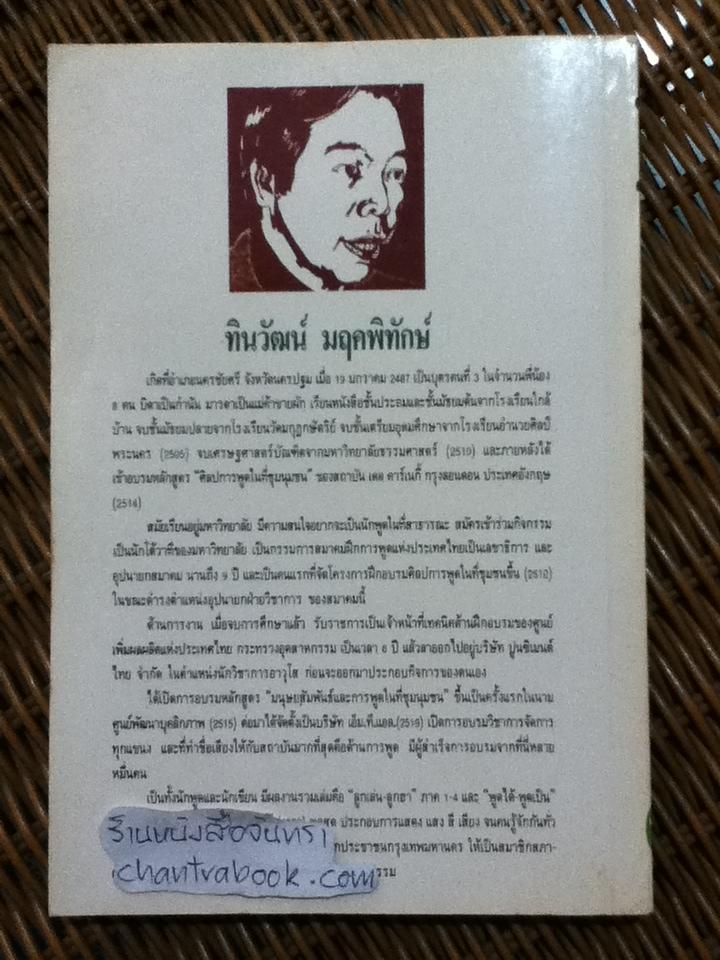 ทินวัฒน์ มฤคพิทักษ์
เกิดที่อำเภอนครชัยศรี จังหวัดนครปฐม เมื่อ 19 มกราคม 2487 เป็นบุตรคนที่ 3 ในจำนวนพี่น้อง
8 คน บิดาเป็นกำนัน มารดาเป็นแม่ค้าขายผัก เรียนหนังสือชั้นประถมและชั้นมัธยมต้นจากโรงเรียนใกล้
บ้าน จบชั้นมัธยมปลายจากโรงเรียนวัดมกุฏกษัตริย์ จบชั้นเตรียมอุดมศึกษาจากโรงเรียนอำนวยศิลป์
พระนคร (2505) จบเศรษฐศาสตร์บัณฑิตจากมหาวิทยาลัยธรรมศาสตร์ (2510) และภายหลังได้
เข้าอบรมหลักสูตร "ศิลปการพูดในที่ชุมนุมชน" ของสถาบัน เดล คาร์เนกี้ กรุงลอนดอน ประเทศอังกฤษ
(2514)
สมัยเรียนอยู่มหาวิทยาลัย มีความสนใจอยากจะเป็นนักพูดในที่สาธารณะ สมัครเข้าร่วมกิจกรรม
เป็นนักโต้วาทีของมหาวิทยาลัย เป็นกรรมการสมาคมฝึกการพูดแห่งประเทศไทยเป็นเลขาธิการ และ
อุปนายกสมาคม นานถึง 9 ปี และเป็นคนแรกที่จัดโครงการฝึกอบรมศิลปการพูดในที่ชุมชนขึ้น (2512)
ในขณะดำรงตำแหน่งอุปนายกฝ่ายวิชาการ ของสมาคมนี้
ด้านการงาน เมื่อจบการศึกษาแล้ว รับราชการเป็นเจ้าหน้าที่เทคนิคด้านฝึกอบรมของศูนย์
เพิ่มผลผลิตแห่งประเทศไทย กระทรวงอุตสาหกรรม เป็นเวลา 6 ปี แล้วลาออกไปอยู่บริษัท ปูนซิเมนต์
ไทย จำกัด ในตำแหน่งนักวิชาการอาวุโส ก่อนจะออกมาประกอบกิจการของตนเอง
ได้เปิดการอบรมหลักสูตร "มนุษยสัมพันธ์และการพูดในที่ชุมนุมชน" ขึ้นเป็นครั้งแรกในนาม
ศูนย์พัฒนาบุคลิกภาพ (2515) ต่อมาได้จัดตั้งเป็นบริษัท เอ็ม.ที.แอล.(2519) เปิดการอบรมวิชาการจัดการ
ทุกแขนง และที่ทำชื่อเสียงให้กับสถาบันมากที่สุดคือด้านการพูด มีผู้สำเร็จการอบรมจากที่นี่หลาย
หมื่นคน
เป็นทั้งนักพูดและนักเขียน มีผลงานรวมเล่มคือ "ลูกเล่น-ลูกฮา" ภาค 1-4 และ "พูดได้-พูดเป็น"
ประกอบการแสดง แสง สี เสียง จนคนรู้จักกันทั่ว
ประชาชนกรุงเทพมหานคร ให้เป็นสมาชิกสภา-
รรม
ร้านหนังสือจันทรา
chantrabook.com